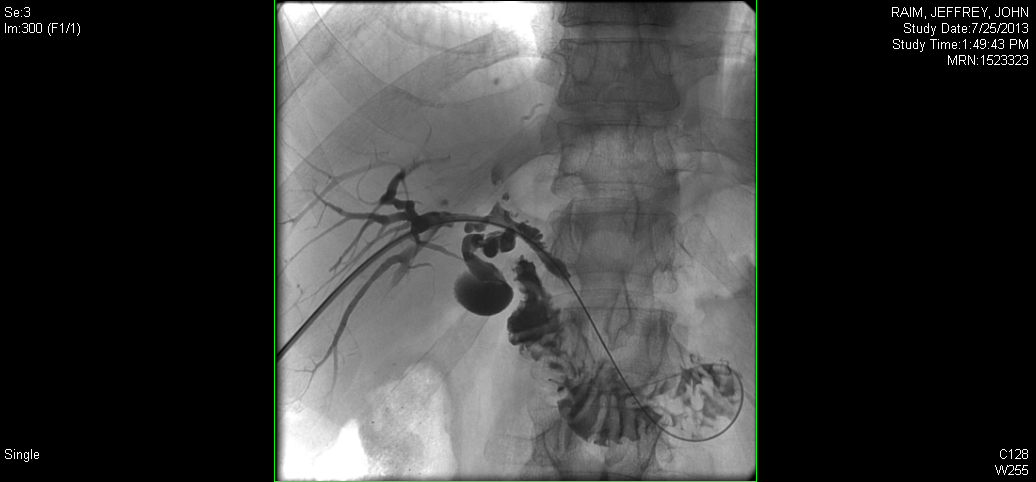 Se:3
Im:300 (F1/1)
RAIM, JEFFREY, JOHN
Study Date:7/25/2013
Study Time:1:49:43 PM
MRN:1523323
Single
C128
W255